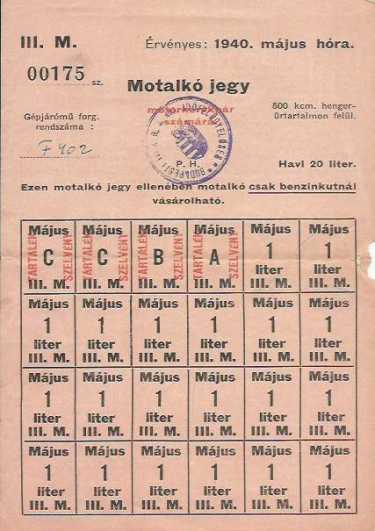 III. M.
Érvényes: 1940. május hóra.
00175 sz.
Motalkó jegy
motorkerékpár
számára
Gépjárómű forg.
rendszáma :
F 402
500 kcm. henger-
űrtartalmon felül.
P. H.
BUDAPESTI
Havi 20 liter.
Ezen motalkó jegy ellenében motalkó csak benzinkutnál
vásárolható.
Május Május Május Május Május Május
C C B A 1 1
TARTALÉK SZELVÉNY TARTALÉK SZELVÉNY TARTALÉK SZELVÉNY TARTALÉK SZELVÉNY
liter liter
III. M. III. M. III. M. III. M. III. M. III. M.
Május Május Május Május Május Május
1 1 1 1 1 1
liter liter liter liter liter liter
III. M. III. M. III. M. III. M. III. M. III. M.
Május Május Május Május Május Május
1 1 1 1 1 1
liter liter liter liter liter liter
III. M. III. M. III. M. III. M. III. M. III. M.
Május Május Május Május Május Május
1 1 1 1 1 1
liter liter liter liter liter liter
III. M. III. M. III. M. III. M. III. M. III. M.